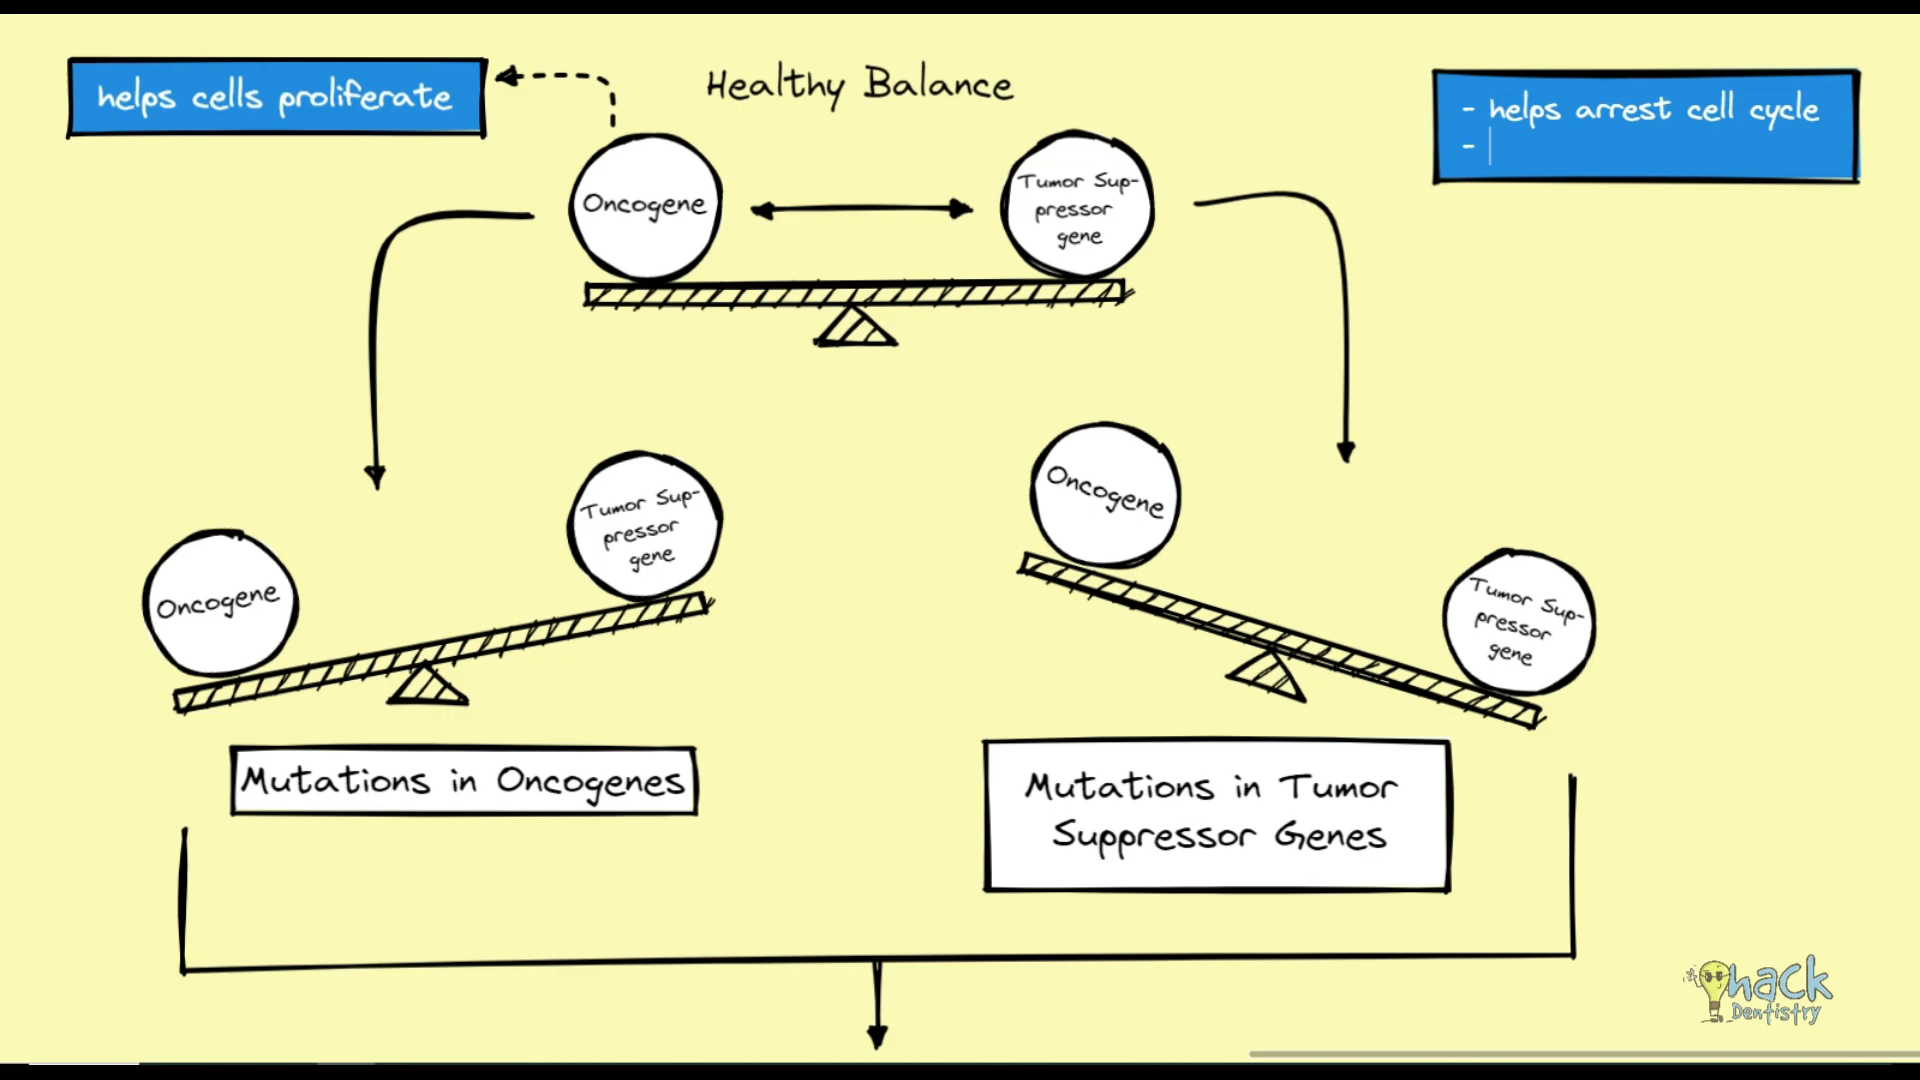 Healthy Balance
helps cells proliferate
- helps arrest cell cycle
-
Oncogene
Tumor Sup-
pressor
gene
Oncogene
Tumor Sup-
pressor
gene
Oncogene
Tumor Sup-
pressor
gene
Mutations in Oncogenes
Mutations in Tumor
Suppressor Genes
hack
Dentistry